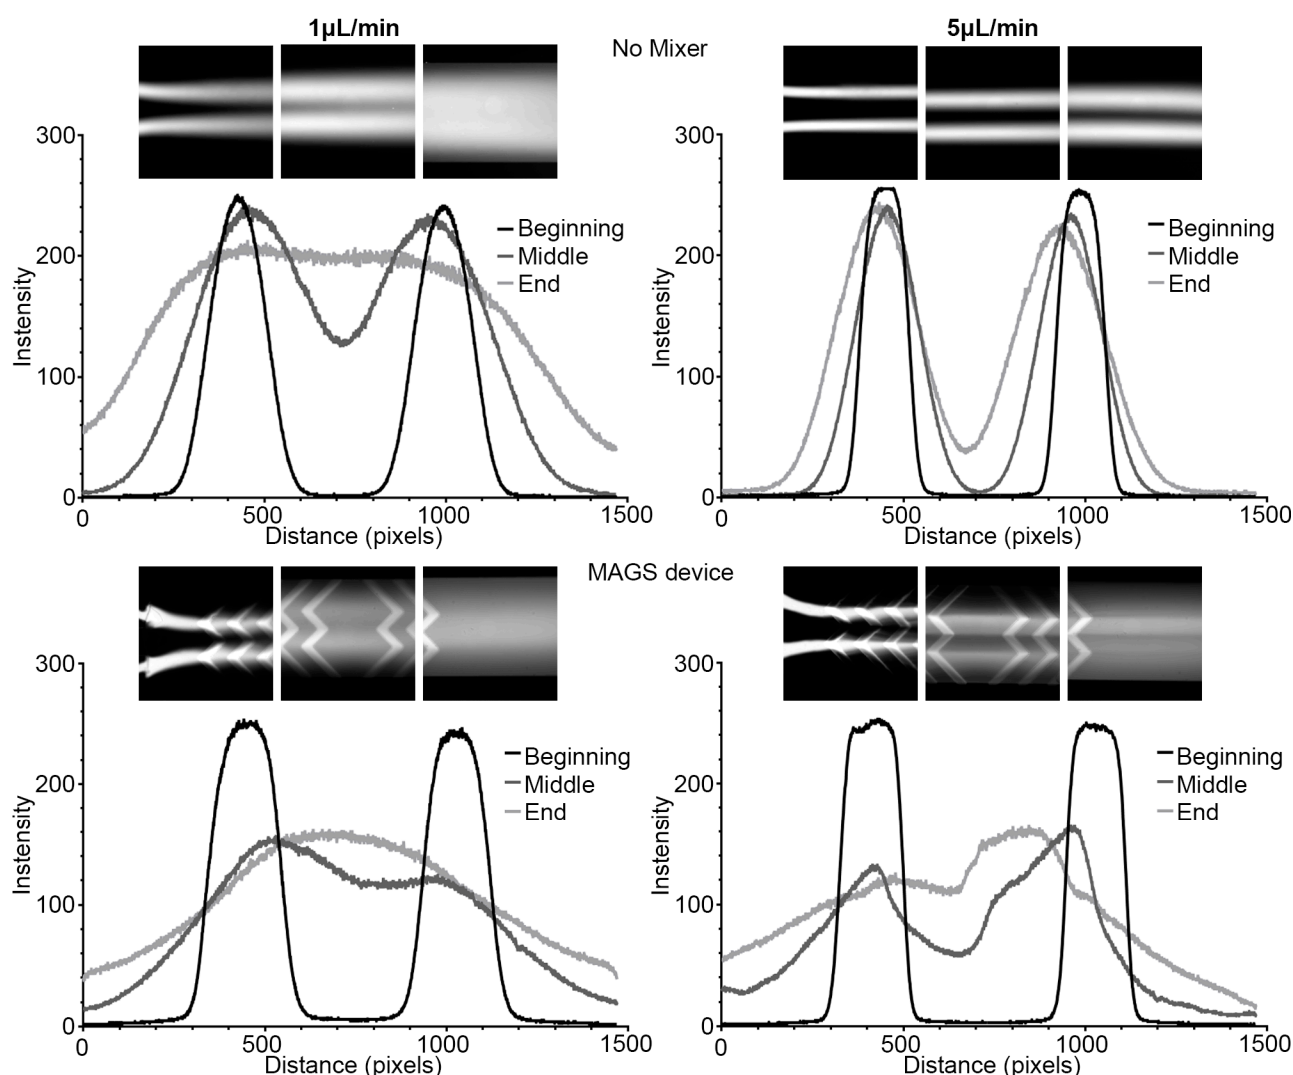 1µL/min
5µL/min
No Mixer
300
200
100
0
Instensity
Beginning
Middle
End
0
500
1000
1500
Distance (pixels)
300
200
100
0
Instensity
Beginning
Middle
End
0
500
1000
1500
Distance (pixels)
MAGS device
300
200
100
0
Instensity
Beginning
Middle
End
0
500
1000
1500
Distance (pixels)
300
200
100
0
Instensity
Beginning
Middle
End
0
500
1000
1500
Distance (pixels)